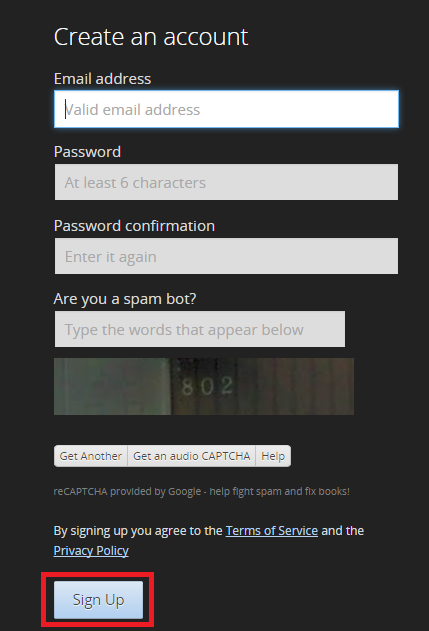 Create an account
Email address
Valid email address
Password
At least 6 characters
Password confirmation
Enter it again
Are you a spam bot?
Type the words that appear below
802
Get Another Get an audio CAPTCHA Help
reCAPTCHA provided by Google - help fight spam and fix books!
By signing up you agree to the Terms of Service and the
Privacy Policy
Sign Up